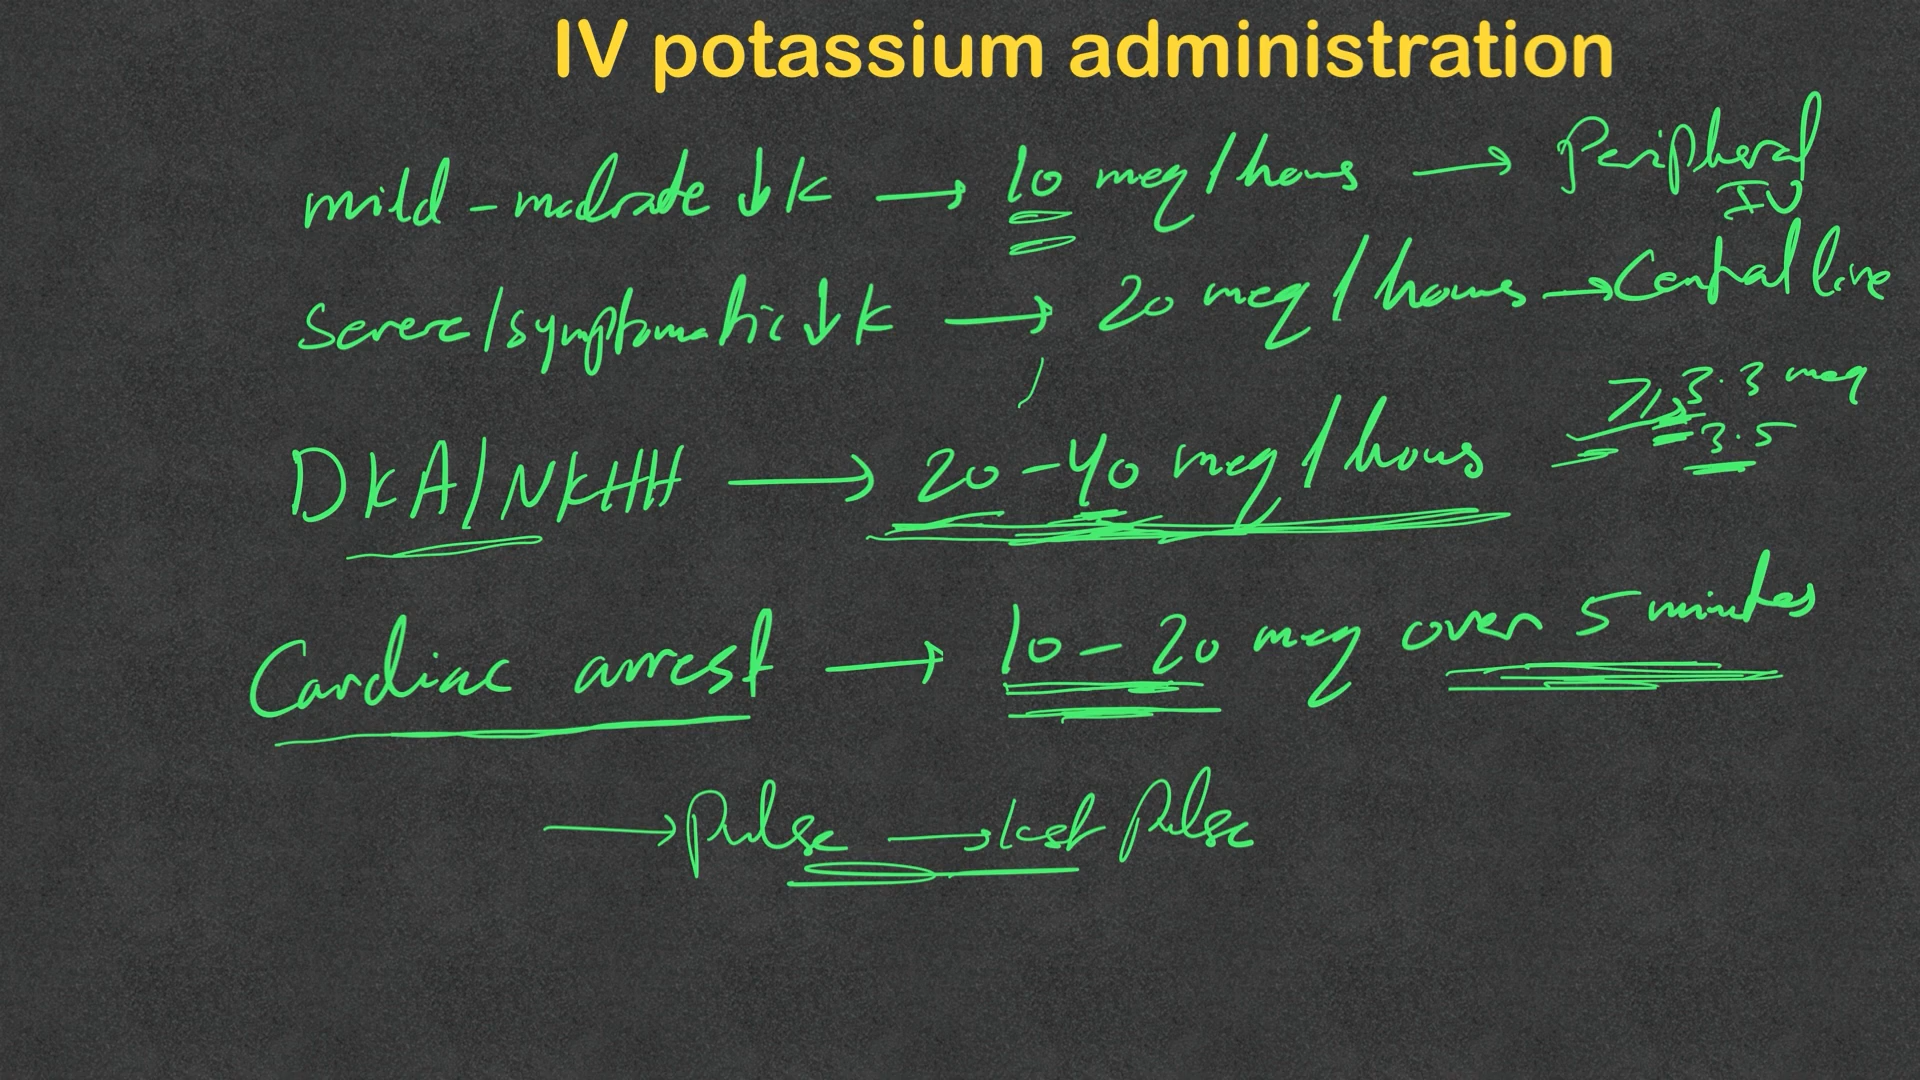 IV potassium administration
mild - moderate ↓ K → 10 meq / hours → Peripheral IV
Severe/symptomatic ↓ K → 20 meq / hours → Central line
DKA/NKHH → 20-40 meq / hours 3.3 meq
3.5
Cardiac arrest → 10-20 meq over 5 minutes
→ Pulse → lost Pulse